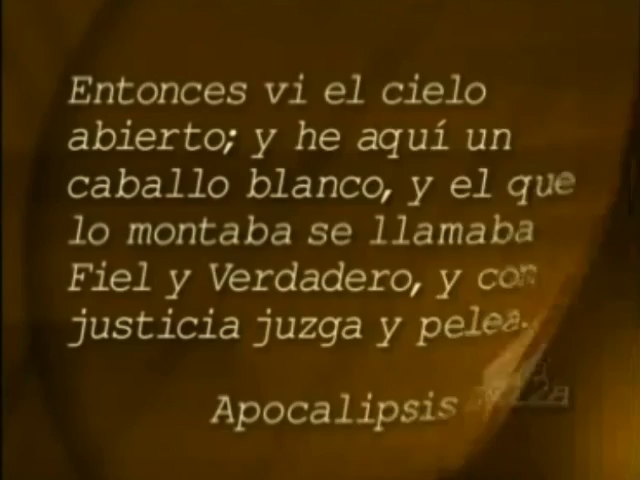 Entonces vi el cielo
abierto; y he aquí un
caballo blanco, y el que
lo montaba se llamaba
Fiel y Verdadero, y con
justicia juzga y pelea.
Apocalipsis